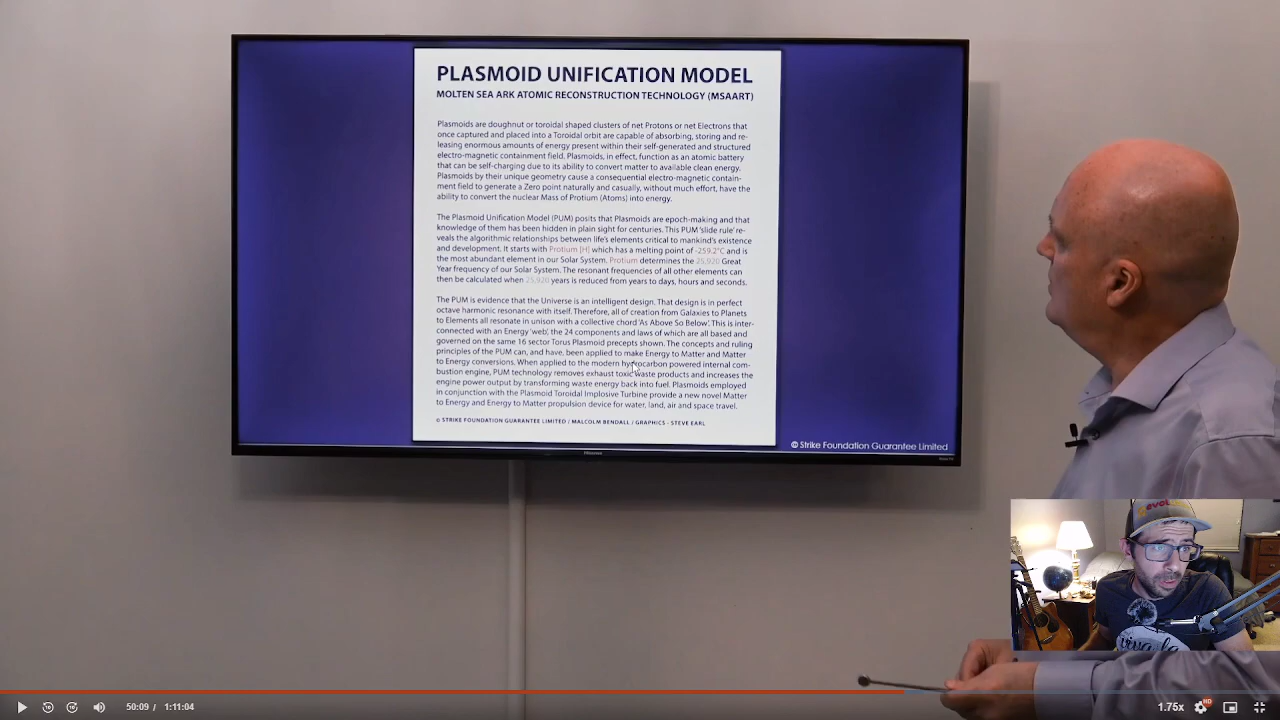 PLASMOID UNIFICATION MODEL
MOLTEN SEA ARK ATOMIC RECONSTRUCTION TECHNOLOGY (MSAART)
Plasmoids are doughnut or toroidal shaped clusters of net Protons or net Electrons that
once captured and placed into a Toroidal orbit are capable of absorbing, storing and re-
leasing enormous amounts of energy present within their self-generated and structured
electro-magnetic containment field. Plasmoids, in effect, function as an atomic battery
that can be self-charging due to its ability to convert matter to available clean energy.
Plasmoids by their unique geometry cause a consequential electro-magnetic contain-
ment field to generate a Zero point naturally and casually, without much effort, have the
ability to convert the nuclear Mass of Protium (Atoms) into energy.
The Plasmoid Unification Model (PUM) posits that Plasmoids are epoch-making and that
knowledge of them has been hidden in plain sight for centuries. This PUM 'slide rule' re-
veals the algorithmic relationships between life's elements critical to mankind's existence
and development. It starts with Protium [H] which has a melting point of -259.2°C and is
the most abundant element in our Solar System. Protium determines the 25,920 Great
Year frequency of our Solar System. The resonant frequencies of all other elements can
then be calculated when 25,920 years is reduced from years to days, hours and seconds.
The PUM is evidence that the Universe is an intelligent design. That design is in perfect
octave harmonic resonance with itself. Therefore, all of creation from Galaxies to Planets
to Elements all resonate in unison with a collective chord 'As Above So Below'. This is inter-
connected with an Energy 'web', the 24 components and laws of which are all based and
governed on the same 16 sector Torus Plasmoid precepts shown. The concepts and ruling
principles of the PUM can, and have, been applied to make Energy to Matter and Matter
to Energy conversions. When applied to the modern hydrocarbon powered internal com-
bustion engine, PUM technology removes exhaust toxic waste products and increases the
engine power output by transforming waste energy back into fuel. Plasmoids employed
in conjunction with the Plasmoid Toroidal Implosive Turbine provide a new novel Matter
to Energy and Energy to Matter propulsion device for water, land, air and space travel.
© STRIKE FOUNDATION GUARANTEE LIMITED / MALCOLM BENDALL / GRAPHICS - STEVE EARL
© Strike Foundation Guarantee Limited
Hisense
viva la
50:09 / 1:11:04
1.75x
HD